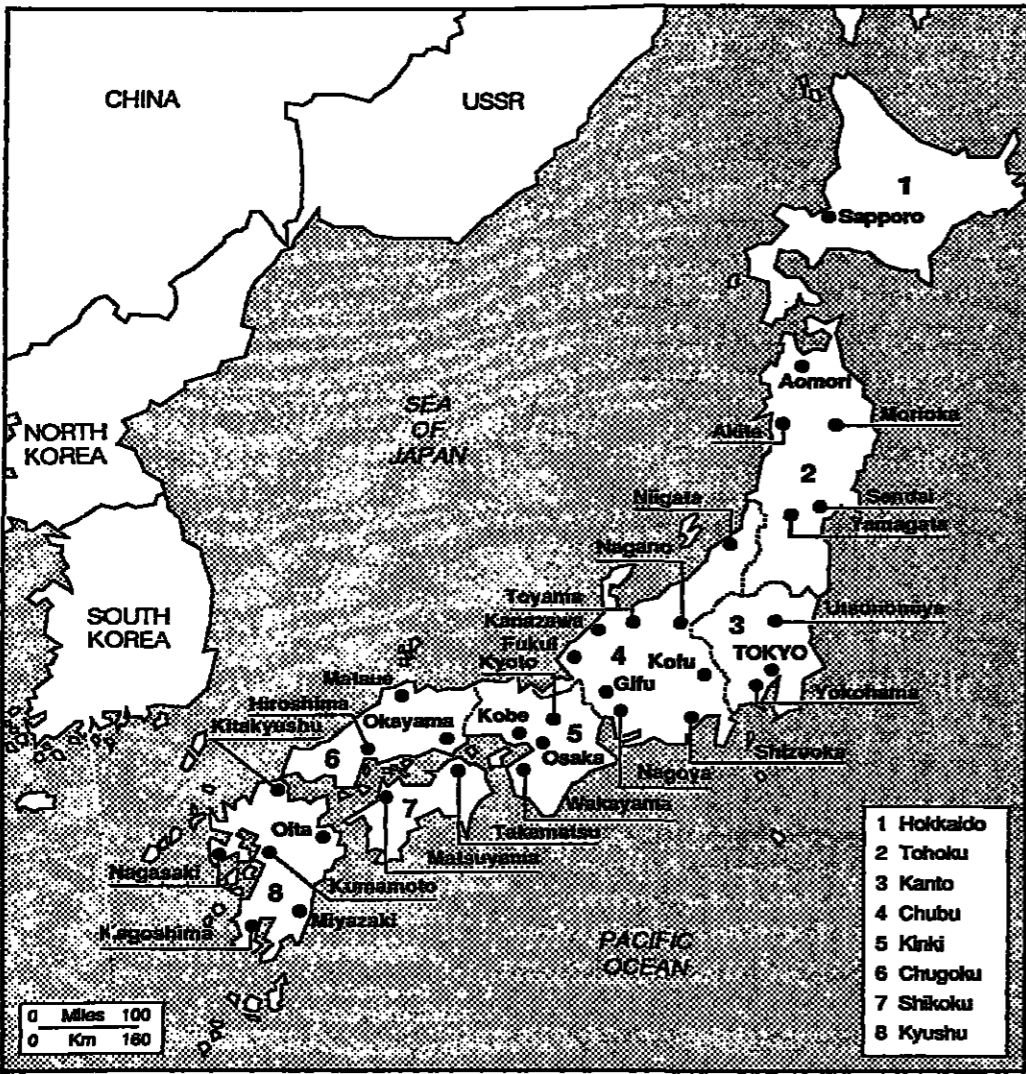 CHINA
USSR
1
Sapporo
Aomori
SEA
OF
JAPAN
Morioka
Akita
NORTH
KOREA
2
Sendai
Niigata
Yamagata
Nagano
SOUTH
KOREA
Toyama
Utsunomiya
Kanazawa
3
Fukui
4
TOKYO
Kyoto
Kofu
Matsue
Gifu
Yokohama
Hiroshima
Kitakyushu
Okayama
Kobe
5
Osaka
Shizuoka
6
Nagoya
7
Wakayama
Oita
Takamatsu
Matsuyama
Nagasaki
Kumamoto
8
Miyazaki
Kagoshima
PACIFIC
OCEAN
0 Miles 100
0 Km 160
1 Hokkaido
2 Tohoku
3 Kanto
4 Chubu
5 Kinki
6 Chugoku
7 Shikoku
8 Kyushu